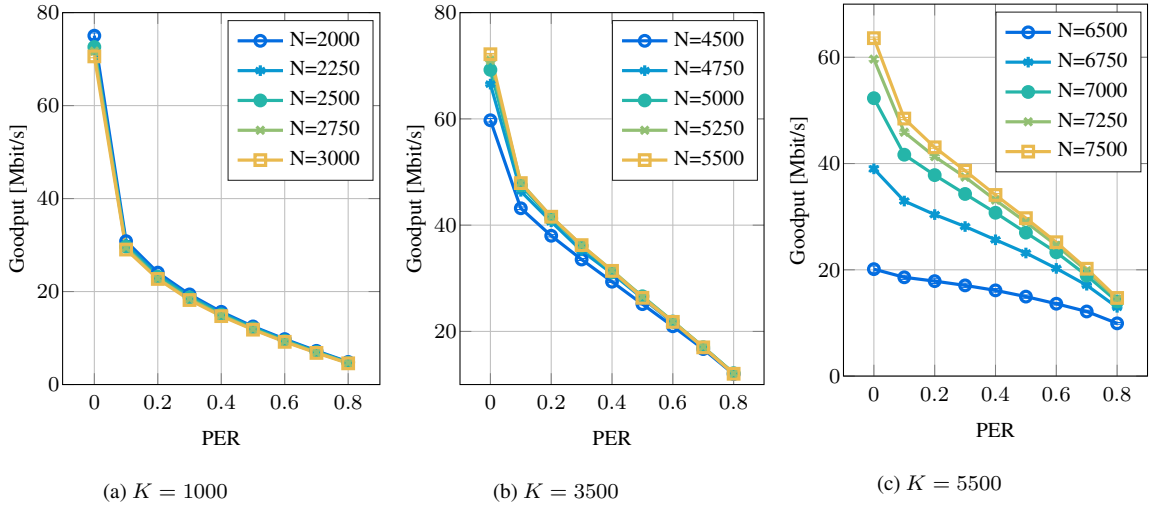 80
60
40
20
0
0
0.2
0.4
0.6
0.8
Goodput [Mbit/s]
PER
N=2000
N=2250
N=2500
N=2750
N=3000
(a) K = 1000
80
60
40
20
0
0.2
0.4
0.6
0.8
Goodput [Mbit/s]
PER
N=4500
N=4750
N=5000
N=5250
N=5500
(b) K = 3500
60
40
20
0
0
0.2
0.4
0.6
0.8
Goodput [Mbit/s]
PER
N=6500
N=6750
N=7000
N=7250
N=7500
(c) K = 5500